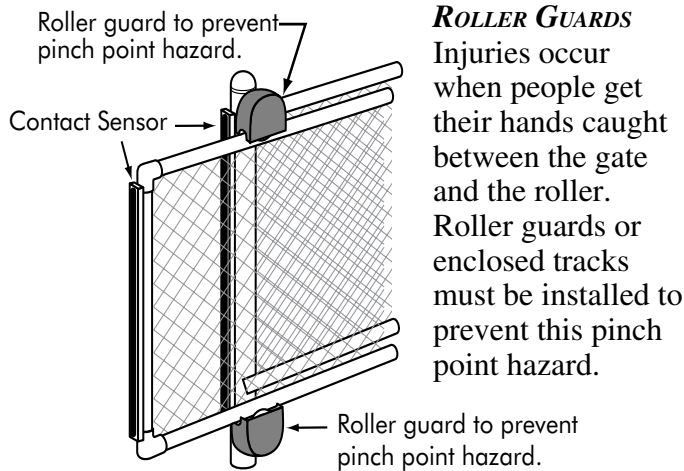 Roller guard to prevent
pinch point hazard.
Contact Sensor
ROLLER GUARDS
Injuries occur
when people get
their hands caught
between the gate
and the roller.
Roller guards or
enclosed tracks
must be installed to
prevent this pinch
point hazard.
Roller guard to prevent
pinch point hazard.